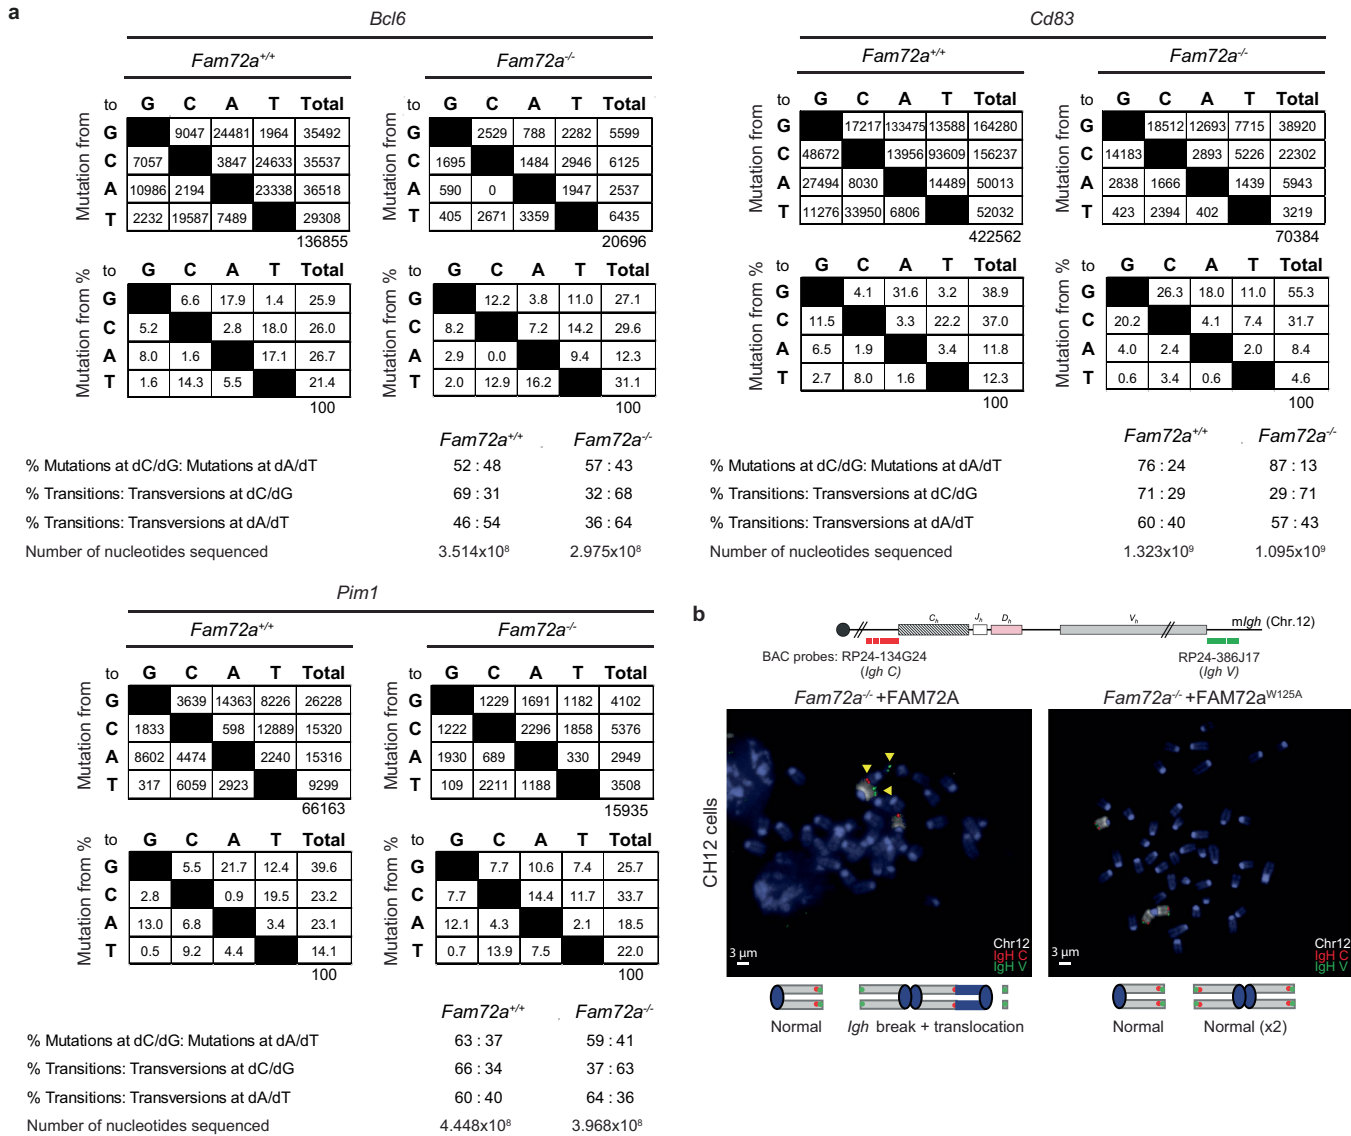 a
Bcl6
Fam72a+/+ Fam72a-/-
to G C A T Total to G C A T Total
Mutation from Mutation from
G 9047 24481 1964 35492 G 2529 788 2282 5599
C 7057 3847 24633 35537 C 1695 1484 2946 6125
A 10986 2194 23338 36518 A 590 0 1947 2537
T 2232 19587 7489 29308 T 405 2671 3359 6435
136855 20696
to G C A T Total to G C A T Total
Mutation from % Mutation from %
G 6.6 17.9 1.4 25.9 G 12.2 3.8 11.0 27.1
C 5.2 2.8 18.0 26.0 C 8.2 7.2 14.2 29.6
A 8.0 1.6 17.1 26.7 A 2.9 0.0 9.4 12.3
T 1.6 14.3 5.5 21.4 T 2.0 12.9 16.2 31.1
100 100
Fam72a+/+ Fam72a-/-
% Mutations at dC/dG: Mutations at dA/dT 52 : 48 57 : 43
% Transitions: Transversions at dC/dG 69 : 31 32 : 68
% Transitions: Transversions at dA/dT 46 : 54 36 : 64
Number of nucleotides sequenced 3.514x10⁸ 2.975x10⁸
Cd83
Fam72a+/+ Fam72a-/-
to G C A T Total to G C A T Total
Mutation from Mutation from
G 17217 133475 13588 164280 G 18512 12693 7715 38920
C 48672 13956 93609 156237 C 14183 2893 5226 22302
A 27494 8030 14489 50013 A 2838 1666 1439 5943
T 11276 33950 6806 52032 T 423 2394 402 3219
422562 70384
to G C A T Total to G C A T Total
Mutation from % Mutation from %
G 4.1 31.6 3.2 38.9 G 26.3 18.0 11.0 55.3
C 11.5 3.3 22.2 37.0 C 20.2 4.1 7.4 31.7
A 6.5 1.9 3.4 11.8 A 4.0 2.4 2.0 8.4
T 2.7 8.0 1.6 12.3 T 0.6 3.4 0.6 4.6
100 100
Fam72a+/+ Fam72a-/-
% Mutations at dC/dG: Mutations at dA/dT 76 : 24 87 : 13
% Transitions: Transversions at dC/dG 71 : 29 29 : 71
% Transitions: Transversions at dA/dT 60 : 40 57 : 43
Number of nucleotides sequenced 1.323x10⁹ 1.095x10⁹
Pim1
Fam72a+/+ Fam72a-/-
to G C A T Total to G C A T Total
Mutation from Mutation from
G 3639 14363 8226 26228 G 1229 1691 1182 4102
C 1833 598 12889 15320 C 1222 2296 1858 5376
A 8602 4474 2240 15316 A 1930 689 330 2949
T 317 6059 2923 9299 T 109 2211 1188 3508
66163 15935
to G C A T Total to G C A T Total
Mutation from % Mutation from %
G 5.5 21.7 12.4 39.6 G 7.7 10.6 7.4 25.7
C 2.8 0.9 19.5 23.2 C 7.7 14.4 11.7 33.7
A 13.0 6.8 3.4 23.1 A 12.1 4.3 2.1 18.5
T 0.5 9.2 4.4 14.1 T 0.7 13.9 7.5 22.0
100 100
Fam72a+/+ Fam72a-/-
% Mutations at dC/dG: Mutations at dA/dT 63 : 37 59 : 41
% Transitions: Transversions at dC/dG 66 : 34 37 : 63
% Transitions: Transversions at dA/dT 60 : 40 64 : 36
Number of nucleotides sequenced 4.448x10⁸ 3.968x10⁸
b
Ch Jh Dh Vh
mIgh (Chr.12)
BAC probes: RP24-134G24 RP24-386J17
(Igh C) (Igh V)
Fam72a-/- +FAM72A Fam72a-/- +FAM72aW125A
CH12 cells
3 µm Chr12 IgH C IgH V
3 µm Chr12 IgH C IgH V
Normal Igh break + translocation Normal Normal (x2)